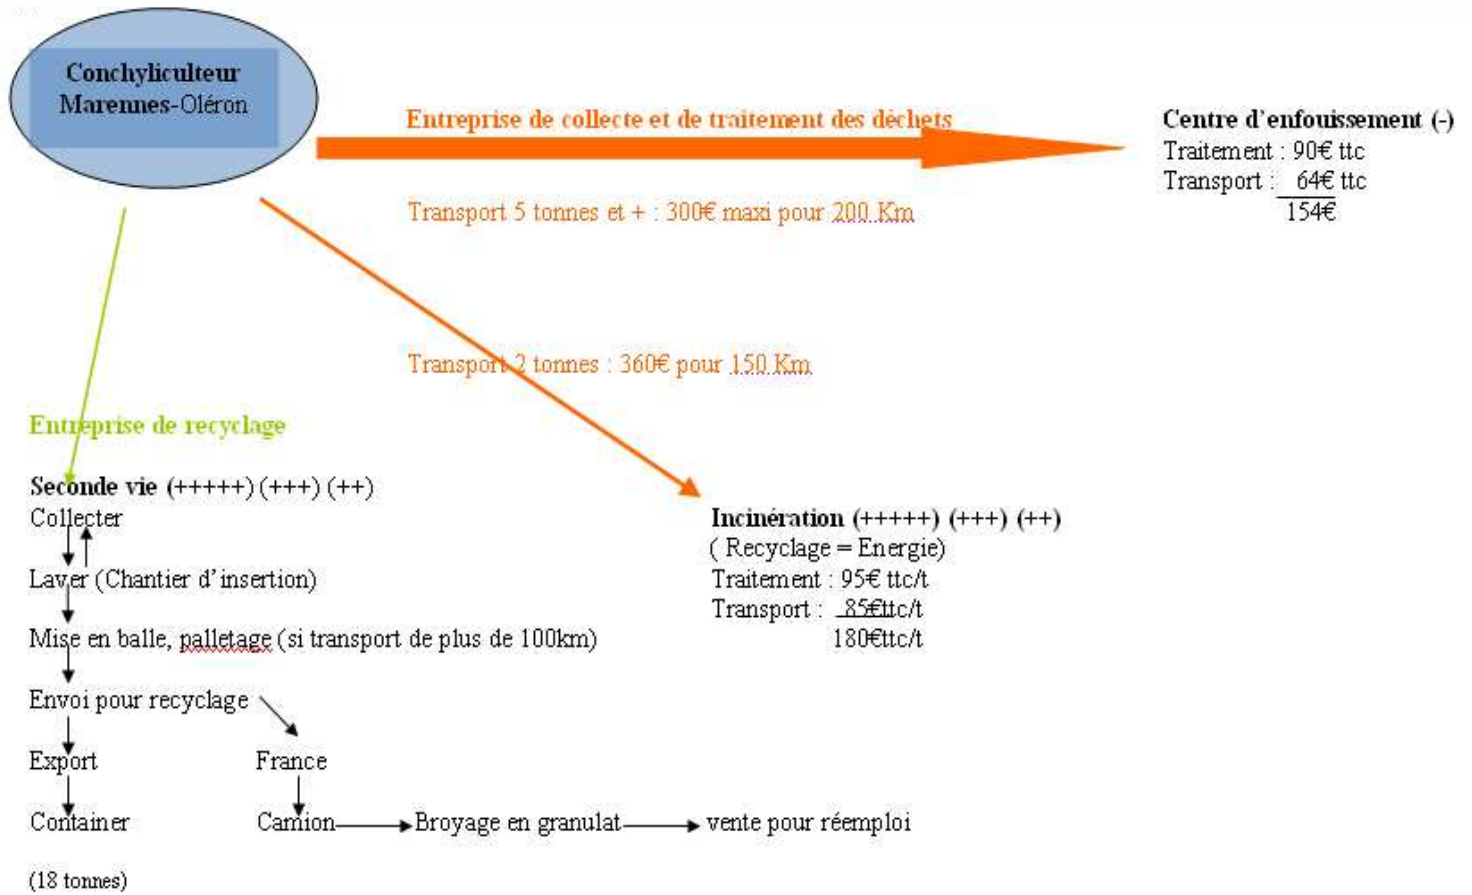 Conchyliculteur
Marennes-Oléron
Entreprise de collecte et de traitement des déchets
Centre d'enfouissement (-)
Traitement : 90€ ttc
Transport : 64€ ttc
154€
Transport 5 tonnes et + : 300€ maxi pour 200 Km
Transport 2 tonnes : 360€ pour 150 Km
Entreprise de recyclage
Seconde vie (+++++) (+++) (++)
Collecter
Laver (Chantier d'insertion)
Mise en balle, palletage (si transport de plus de 100km)
Envoi pour recyclage
Export
France
Container
Camion
Broyage en granulat
vente pour réemploi
(18 tonnes)
Incinération (+++++) (+++) (++)
( Recyclage = Energie)
Traitement : 95€ ttc/t
Transport : 85€ttc/t
180€ttc/t